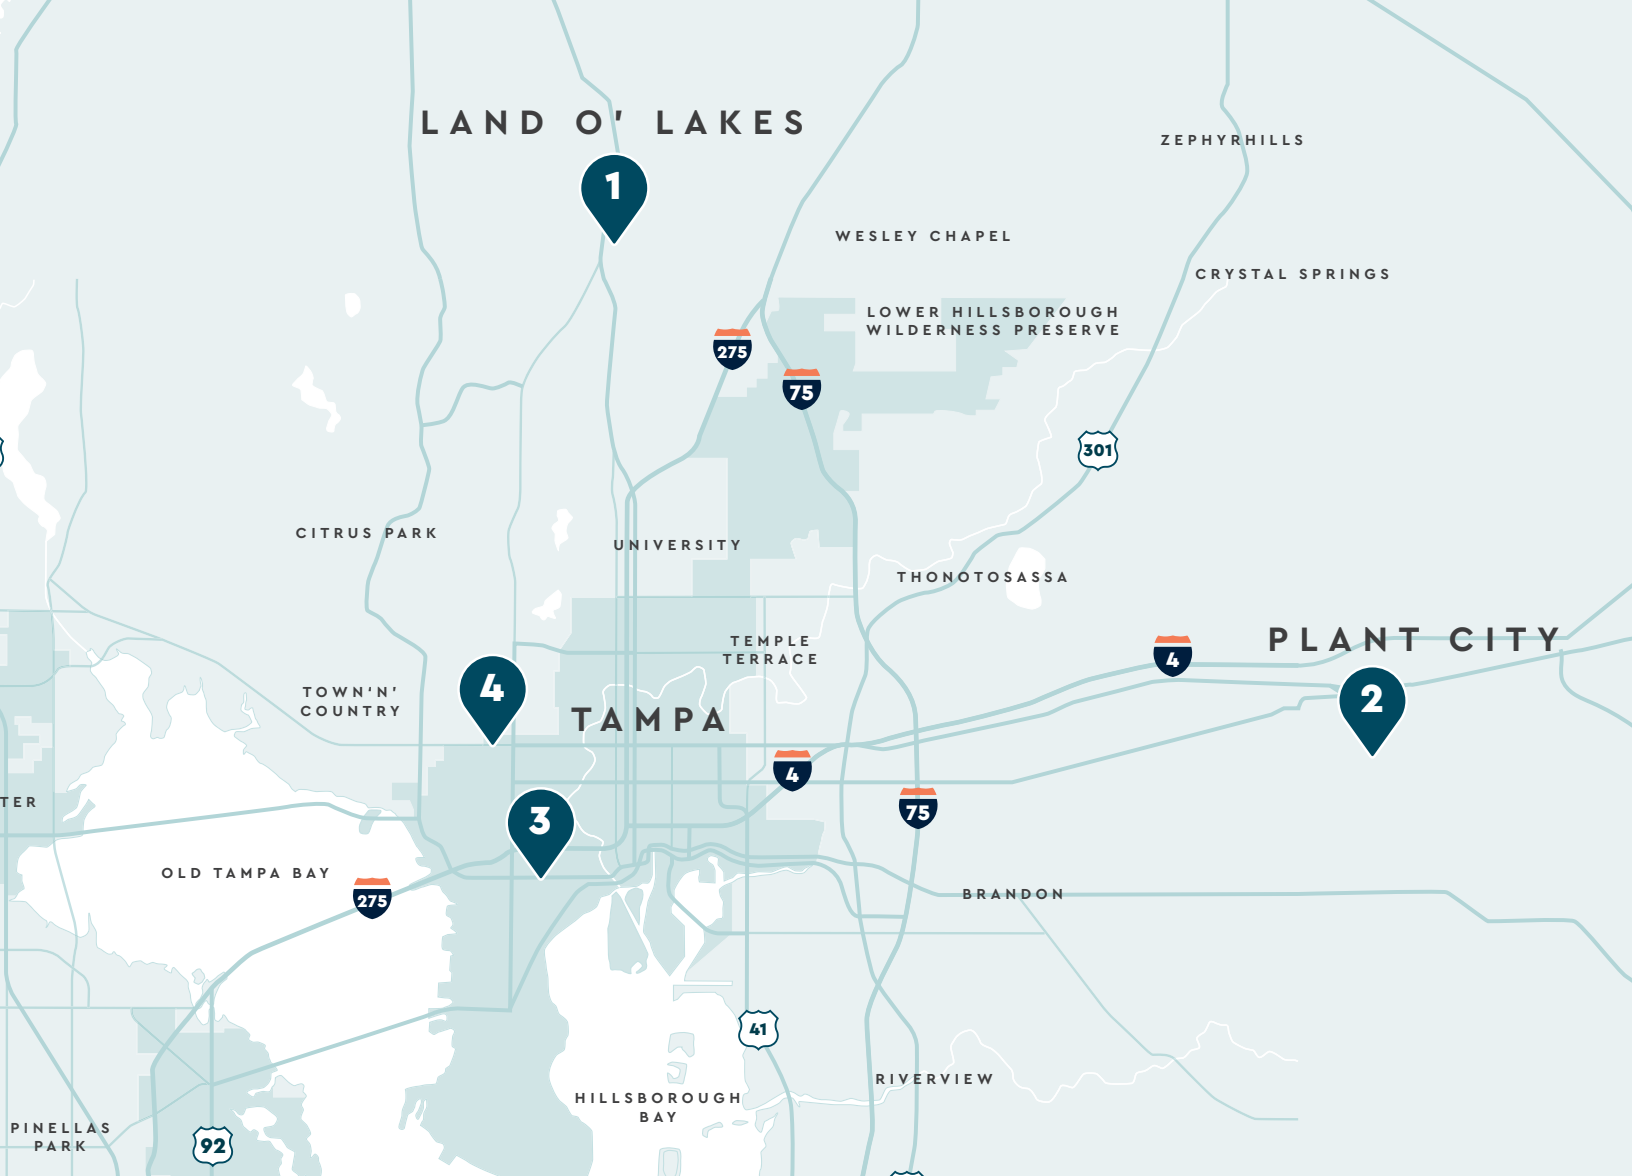 LAND O' LAKES
ZEPHYRHILLS
1
WESLEY CHAPEL
CRYSTAL SPRINGS
LOWER HILLSBOROUGH
WILDERNESS PRESERVE
275
75
301
CITRUS PARK
UNIVERSITY
THONOTOSASSA
TEMPLE
TERRACE
PLANT CITY
4
4
2
TOWN'N'
COUNTRY
TAMPA
4
TER
75
3
OLD TAMPA BAY
275
BRANDON
41
RIVERVIEW
HILLSBOROUGH
BAY
PINELLAS
PARK
92